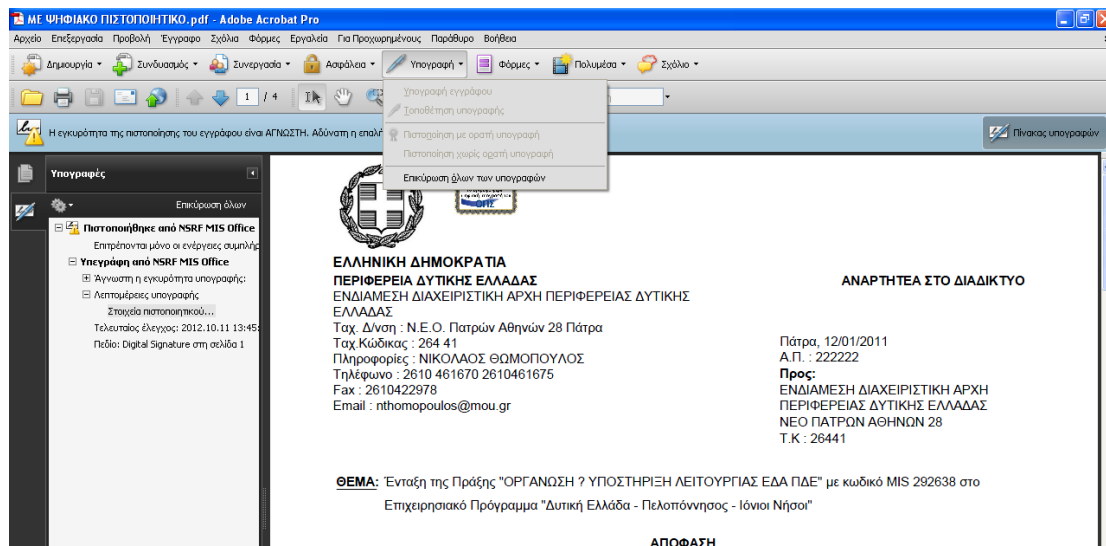 ΜΕ ΨΗΦΙΑΚΟ ΠΙΣΤΟΠΟΙΗΤΙΚΟ.pdf - Adobe Acrobat Pro
Αρχείο Επεξεργασία Προβολή Έγγραφο Σχόλια Φόρμες Εργαλεία Για Προχωρημένους Παράθυρο Βοήθεια
Δημιουργία Συνδυασμός Συνεργασία Ασφάλεια Υπογραφή Φόρμες Πολυμέσα Σχόλιο
1 / 4
Υπογραφή εγγράφου
Τοποθέτηση υπογραφής
Πιστοποίηση με ορατή υπογραφή
Πιστοποίηση χωρίς ορατή υπογραφή
Επικύρωση όλων των υπογραφών
Η εγκυρότητα της πιστοποίησης του εγγράφου είναι ΑΓΝΩΣΤΗ. Αδύνατη η επαλή
Πίνακας υπογραφών
Υπογραφές
Επικύρωση όλων
Πιστοποιήθηκε από NSRF MIS Office
Επιτρέπονται μόνο οι ενέργειες συμπλήρ
Υπεγράφη από NSRF MIS Office
Άγνωστη η εγκυρότητα υπογραφής:
Λεπτομέρειες υπογραφής
Στοιχεία πιστοποιητικού...
Τελευταίος έλεγχος: 2012.10.11 13:45:
Πεδίο: Digital Signature στη σελίδα 1
ΕΛΛΗΝΙΚΗ ΔΗΜΟΚΡΑΤΙΑ
ΠΕΡΙΦΕΡΕΙΑ ΔΥΤΙΚΗΣ ΕΛΛΑΔΑΣ
ΕΝΔΙΑΜΕΣΗ ΔΙΑΧΕΙΡΙΣΤΙΚΗ ΑΡΧΗ ΠΕΡΙΦΕΡΕΙΑΣ ΔΥΤΙΚΗΣ
ΕΛΛΑΔΑΣ
Ταχ. Δ/νση : Ν.Ε.Ο. Πατρών Αθηνών 28 Πάτρα
Ταχ.Κώδικας : 264 41
Πληροφορίες : ΝΙΚΟΛΑΟΣ ΘΩΜΟΠΟΥΛΟΣ
Τηλέφωνο : 2610 461670 2610461675
Fax : 2610422978
Email : nthomopoulos@mou.gr
ΑΝΑΡΤΗΤΕΑ ΣΤΟ ΔΙΑΔΙΚΤΥΟ
Πάτρα, 12/01/2011
Α.Π. : 222222
Προς:
ΕΝΔΙΑΜΕΣΗ ΔΙΑΧΕΙΡΙΣΤΙΚΗ ΑΡΧΗ
ΠΕΡΙΦΕΡΕΙΑΣ ΔΥΤΙΚΗΣ ΕΛΛΑΔΑΣ
ΝΕΟ ΠΑΤΡΩΝ ΑΘΗΝΩΝ 28
Τ.Κ : 26441
ΘΕΜΑ: Ένταξη της Πράξης "ΟΡΓΑΝΩΣΗ ? ΥΠΟΣΤΗΡΙΞΗ ΛΕΙΤΟΥΡΓΙΑΣ ΕΔΑ ΠΔΕ" με κωδικό MIS 292638 στο
Επιχειρησιακό Πρόγραμμα "Δυτική Ελλάδα - Πελοπόννησος - Ιόνιοι Νήσοι"
ΑΠΟΦΑΣΗ